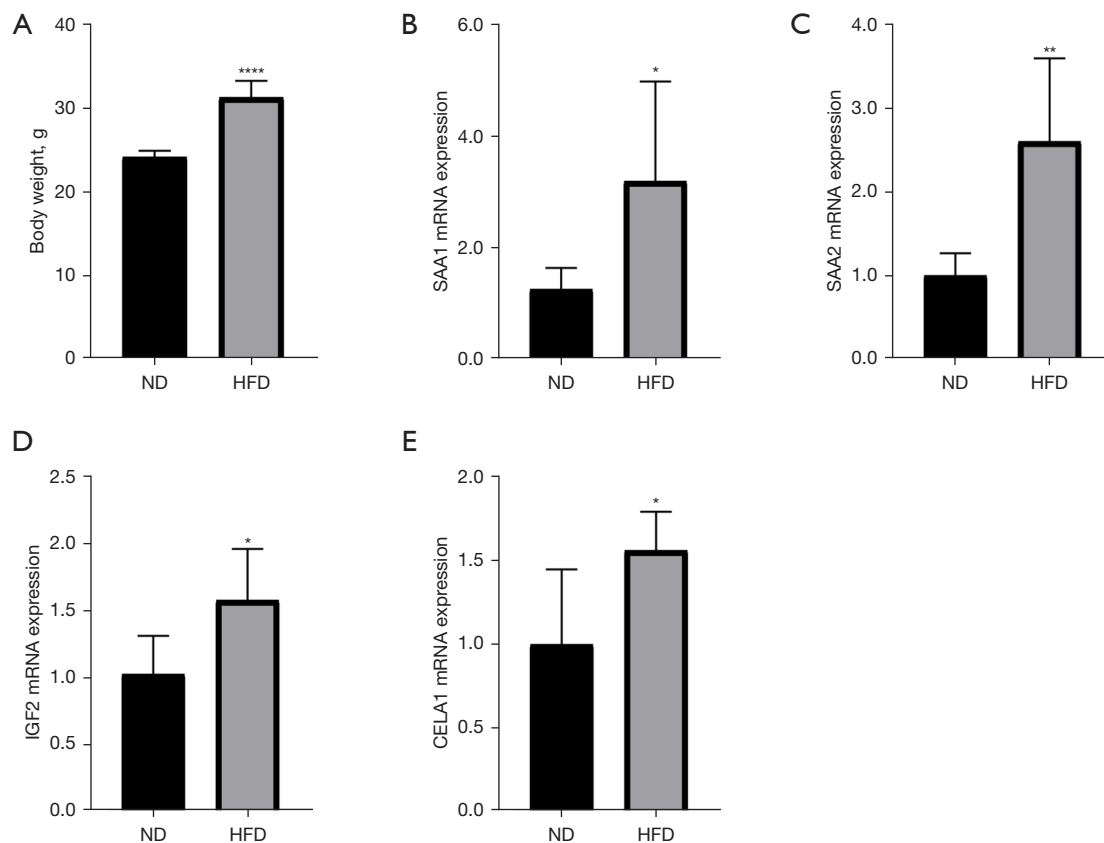 A
Body weight, g
40
30
20
10
0
****
ND
HFD
B
SAA1 mRNA expression
6.0
4.0
2.0
0.0
*
ND
HFD
C
SAA2 mRNA expression
4.0
3.0
2.0
1.0
0.0
**
ND
HFD
D
IGF2 mRNA expression
2.5
2.0
1.5
1.0
0.5
0.0
*
ND
HFD
E
CELA1 mRNA expression
2.0
1.5
1.0
0.5
0.0
*
ND
HFD